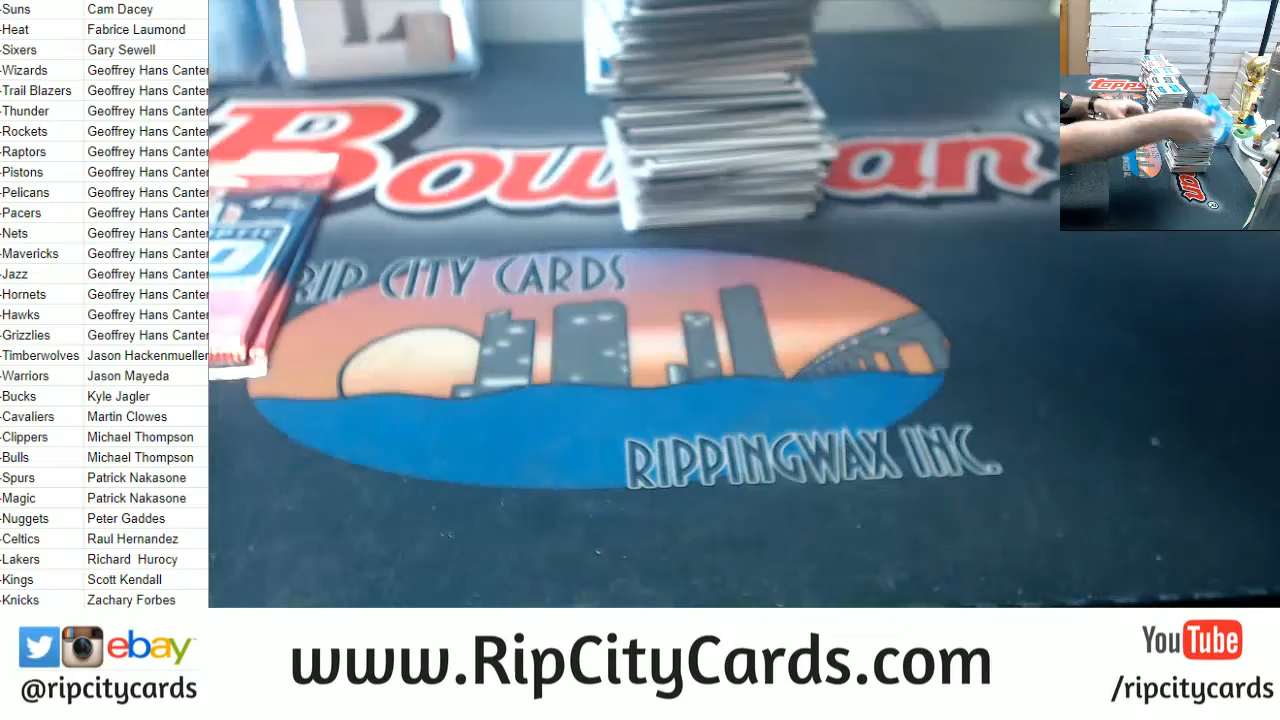 -Suns Cam Dacey
-Heat Fabrice Laumond
-Sixers Gary Sewell
-Wizards Geoffrey Hans Canter
-Trail Blazers Geoffrey Hans Canter
-Thunder Geoffrey Hans Canter
-Rockets Geoffrey Hans Canter
-Raptors Geoffrey Hans Canter
-Pistons Geoffrey Hans Canter
-Pelicans Geoffrey Hans Canter
-Pacers Geoffrey Hans Canter
-Nets Geoffrey Hans Canter
-Mavericks Geoffrey Hans Canter
-Jazz Geoffrey Hans Canter
-Hornets Geoffrey Hans Canter
-Hawks Geoffrey Hans Canter
-Grizzlies Geoffrey Hans Canter
-Timberwolves Jason Hackenmueller
-Warriors Jason Mayeda
-Bucks Kyle Jagler
-Cavaliers Martin Clowes
-Clippers Michael Thompson
-Bulls Michael Thompson
-Spurs Patrick Nakasone
-Magic Patrick Nakasone
-Nuggets Peter Gaddes
-Celtics Raul Hernandez
-Lakers Richard Hurocy
-Kings Scott Kendall
-Knicks Zachary Forbes
RIP CITY CARDS
RIPPINGWAX INC.
topps
ebay
@ripcitycards
www.RipCityCards.com
YouTube
/ripcitycards